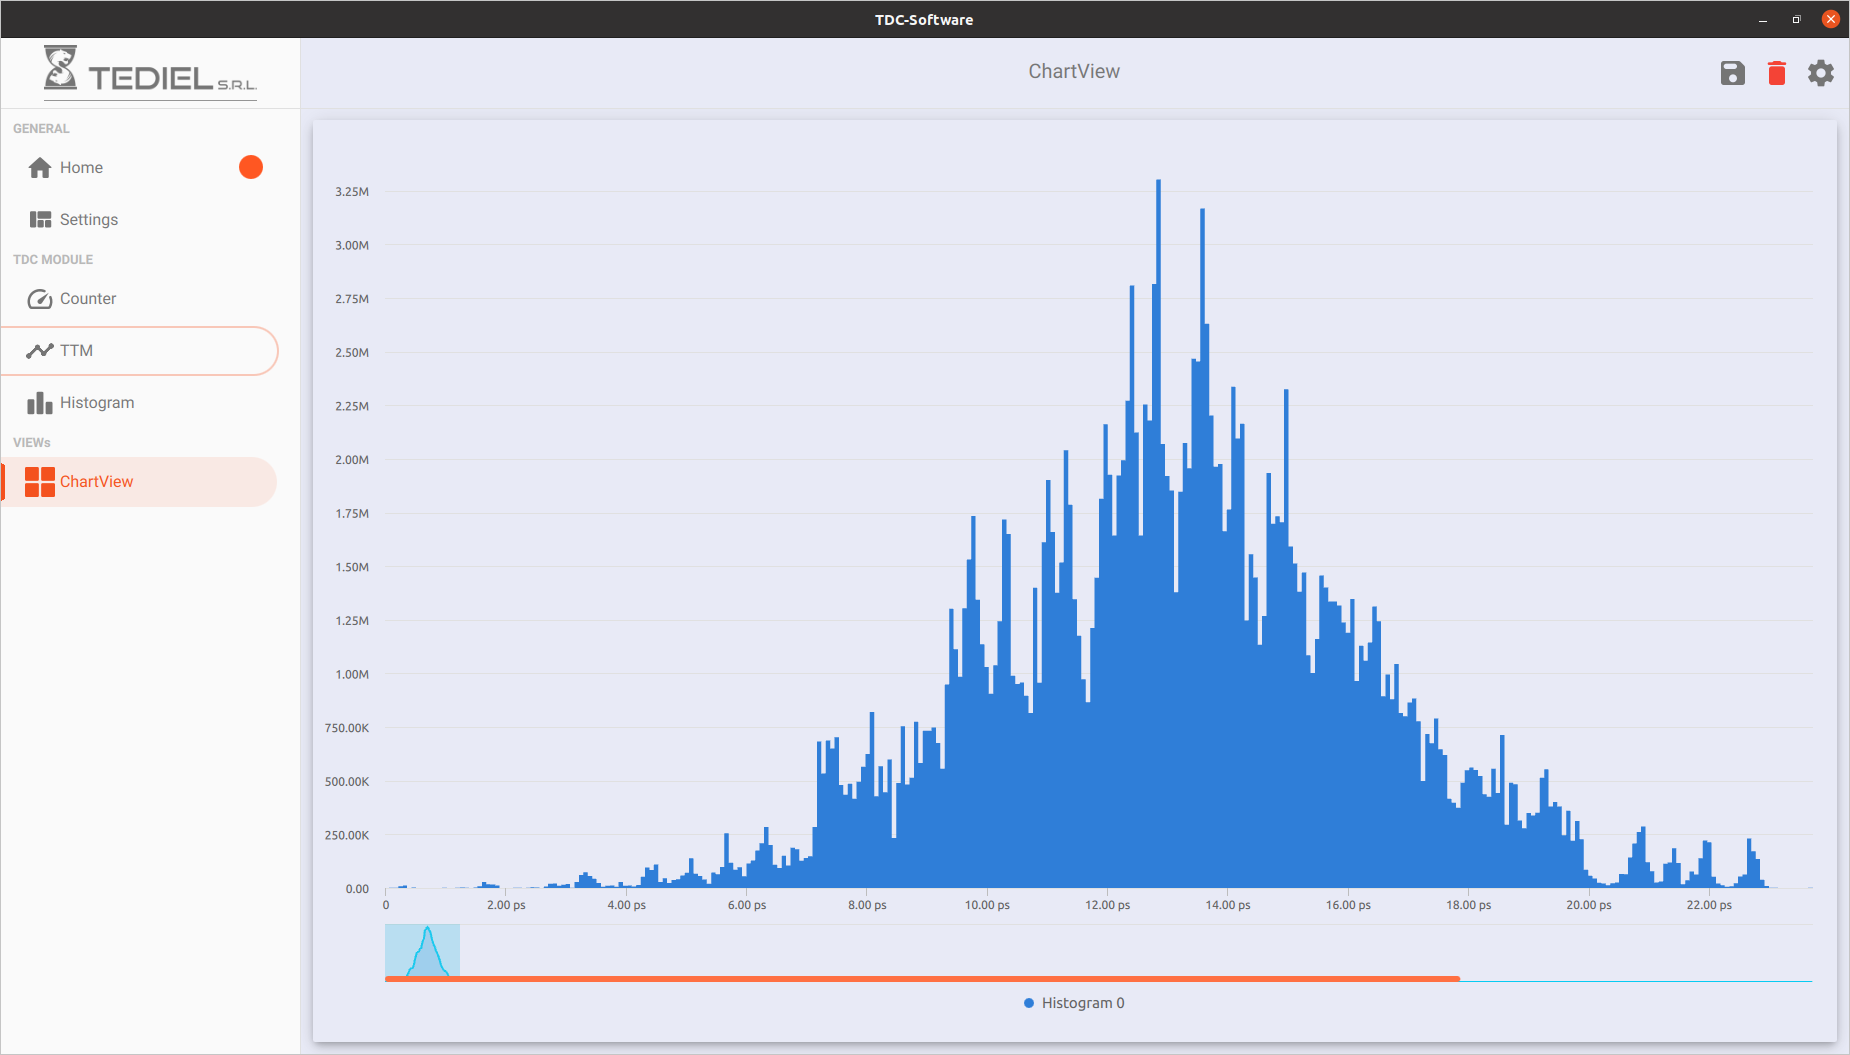 TDC-Software
TEDIEL S.R.L.
ChartView
GENERAL
Home
Settings
TDC MODULE
Counter
TTM
Histogram
VIEWs
ChartView
3.25M
3.00M
2.75M
2.50M
2.25M
2.00M
1.75M
1.50M
1.25M
1.00M
750.00K
500.00K
250.00K
0.00
0 2.00 ps 4.00 ps 6.00 ps 8.00 ps 10.00 ps 12.00 ps 14.00 ps 16.00 ps 18.00 ps 20.00 ps 22.00 ps
Histogram 0